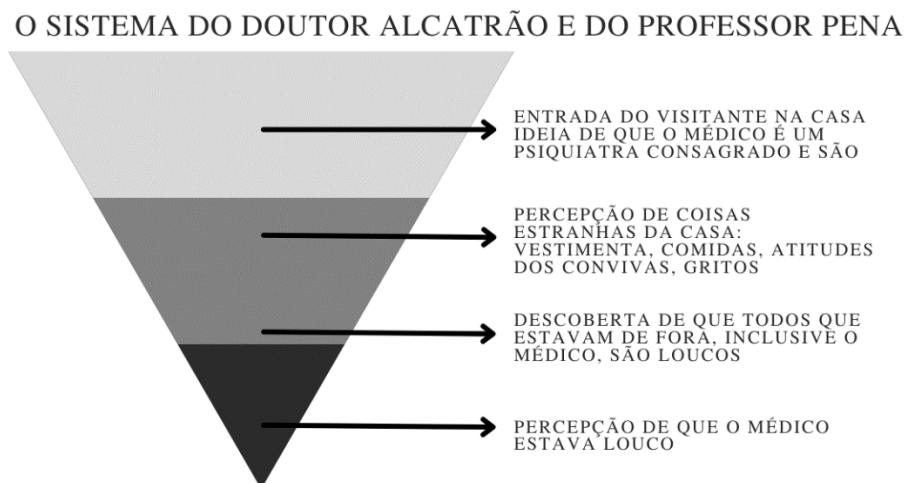 O SISTEMA DO DOUTOR ALCATRÃO E DO PROFESSOR PENA
ENTRADA DO VISITANTE NA CASA
IDEIA DE QUE O MÉDICO É UM
PSIQUIATRA CONSAGRADO E SÃO
PERCEPÇÃO DE COISAS
ESTRANHAS DA CASA:
VESTIMENTA, COMIDAS, ATITUDES
DOS CONVIVAS, GRITOS
DESCOBERTA DE QUE TODOS QUE
ESTAVAM DE FORA, INCLUSIVE O
MÉDICO, SÃO LOUCOS
PERCEPÇÃO DE QUE O MÉDICO
ESTAVA LOUCO